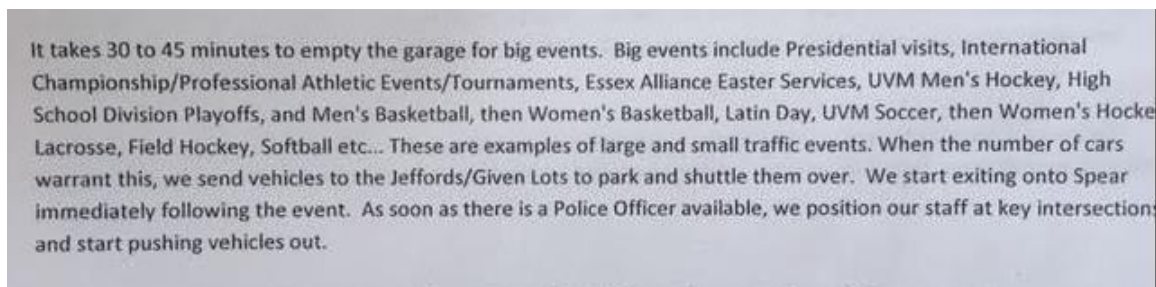 It takes 30 to 45 minutes to empty the garage for big events.  Big events include Presidential visits, International
Championship/Professional Athletic Events/Tournaments, Essex Alliance Easter Services, UVM Men's Hockey, High
School Division Playoffs, and Men's Basketball, then Women's Basketball, Latin Day, UVM Soccer, then Women's Hocke
Lacrosse, Field Hockey, Softball etc... These are examples of large and small traffic events. When the number of cars
warrant this, we send vehicles to the Jeffords/Given Lots to park and shuttle them over.  We start exiting onto Spear
immediately following the event.  As soon as there is a Police Officer available, we position our staff at key intersections
and start pushing vehicles out.